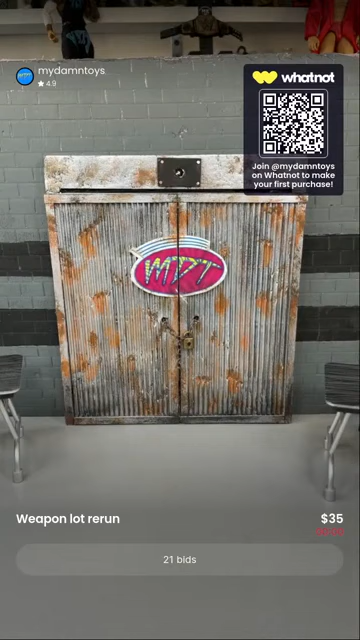 mydamntoys
4.9
whatnot
Join @mydamntoys
on Whatnot to make
your first purchase!
MDT
Weapon lot rerun
$35
21 bids